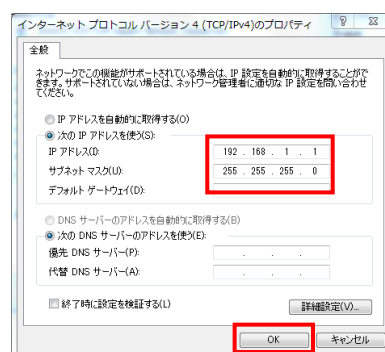 インターネット プロトコル バージョン 4 (TCP/IPv4)のプロパティ
全般
ネットワークでこの機能がサポートされている場合は、IP 設定を自動的に取得することがで
きます。サポートされていない場合は、ネットワーク管理者に適切な IP 設定を問い合わせ
てください。
IP アドレスを自動的に取得する(O)
次の IP アドレスを使う(S):
IP アドレス(I): 192 . 168 . 1 . 1
サブネット マスク(U): 255 . 255 . 255 . 0
デフォルト ゲートウェイ(D):
DNS サーバーのアドレスを自動的に取得する(B)
次の DNS サーバーのアドレスを使う(E):
優先 DNS サーバー(P): . . .
代替 DNS サーバー(A): . . .
終了時に設定を検証する(L) 詳細設定(V)...
OK キャンセル